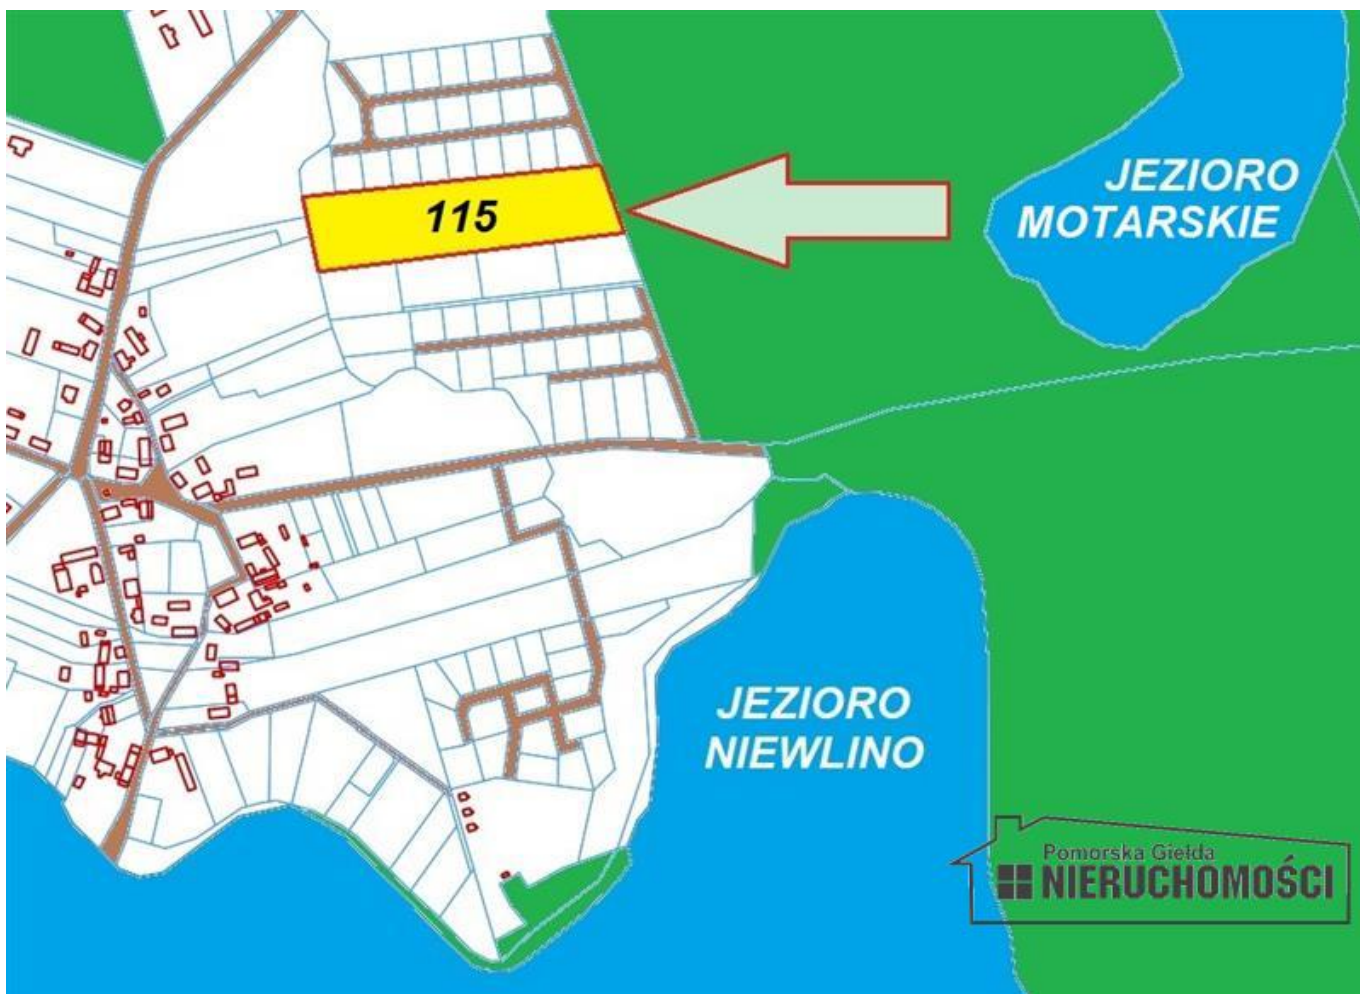 115
JEZIORO
MOTARSKIE
JEZIORO
NIEWLINO
Pomorska Giełda
NIERUCHOMOŚCI